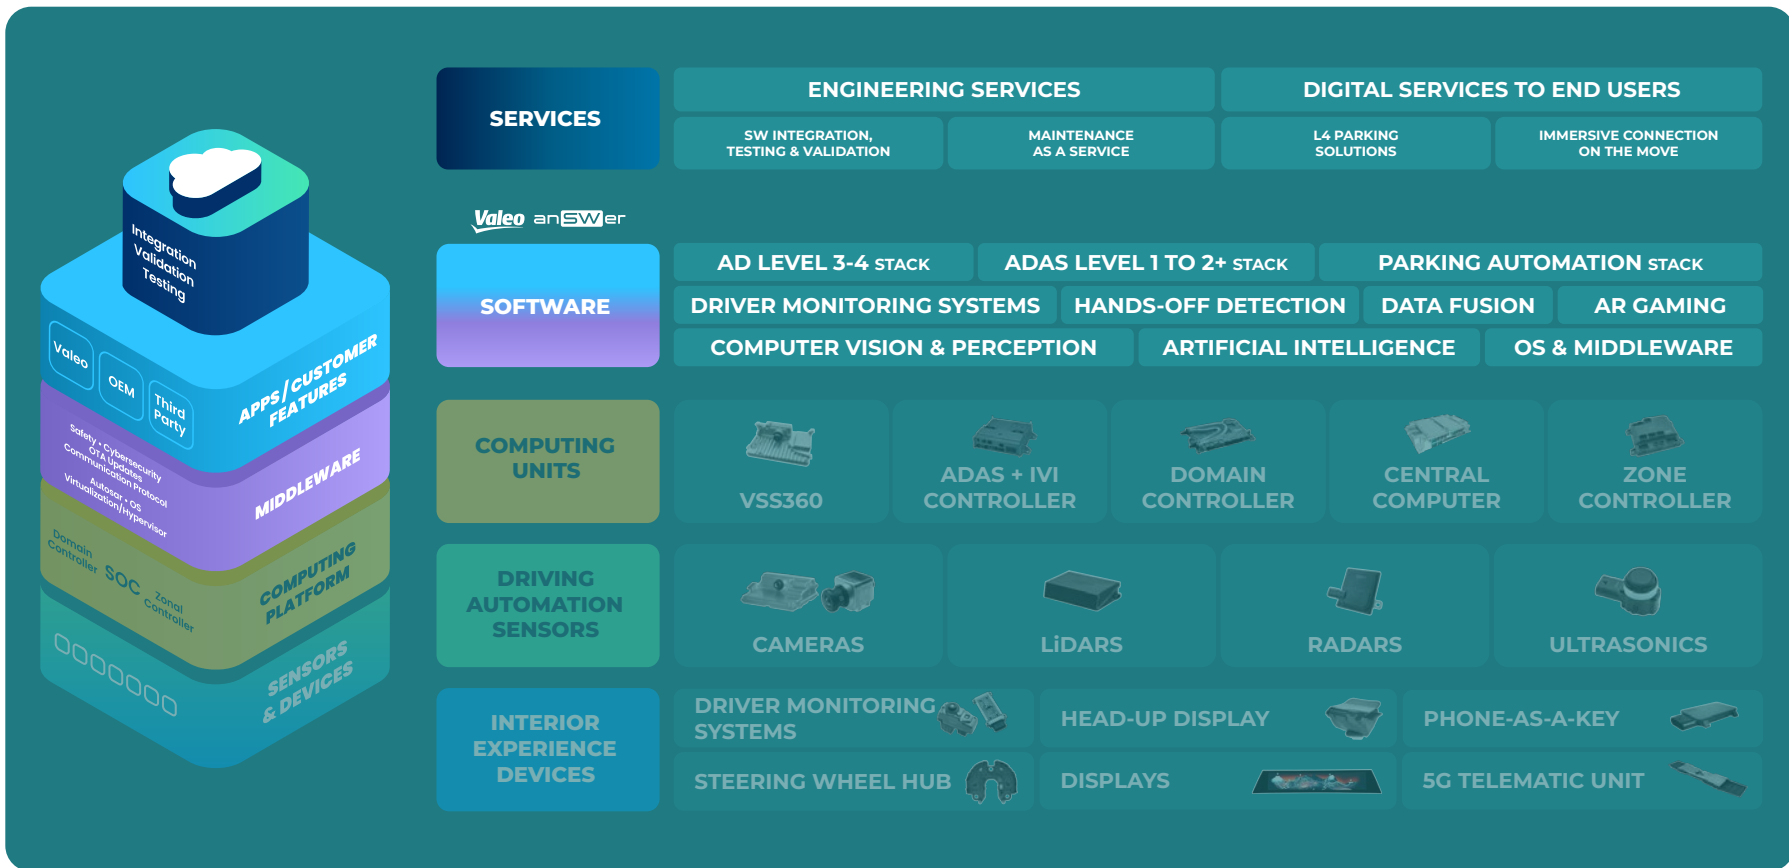 Integration
Validation
Testing
Valeo
OEM
Third
Party
APPS/CUSTOMER
FEATURES
Safety • Cybersecurity
OTA Updates
Communication Protocol
Autosar • OS
Virtualization/Hypervisor
MIDDLEWARE
Domain
Controller
SOC
Zonal
Controller
COMPUTING
PLATFORM
SENSORS
& DEVICES
SERVICES
ENGINEERING SERVICES
DIGITAL SERVICES TO END USERS
SW INTEGRATION,
TESTING & VALIDATION
MAINTENANCE
AS A SERVICE
L4 PARKING
SOLUTIONS
IMMERSIVE CONNECTION
ON THE MOVE
Valeo anSWer
SOFTWARE
AD LEVEL 3-4 STACK
ADAS LEVEL 1 TO 2+ STACK
PARKING AUTOMATION STACK
DRIVER MONITORING SYSTEMS
HANDS-OFF DETECTION
DATA FUSION
AR GAMING
COMPUTER VISION & PERCEPTION
ARTIFICIAL INTELLIGENCE
OS & MIDDLEWARE
COMPUTING
UNITS
VSS360
ADAS + IVI
CONTROLLER
DOMAIN
CONTROLLER
CENTRAL
COMPUTER
ZONE
CONTROLLER
DRIVING
AUTOMATION
SENSORS
CAMERAS
LiDARS
RADARS
ULTRASONICS
INTERIOR
EXPERIENCE
DEVICES
DRIVER MONITORING
SYSTEMS
HEAD-UP DISPLAY
PHONE-AS-A-KEY
STEERING WHEEL HUB
DISPLAYS
5G TELEMATIC UNIT